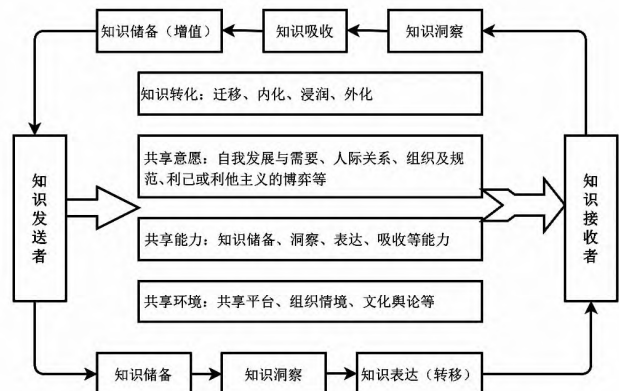 知识储备（增值）
知识吸收
知识洞察
知识转化：迁移、内化、浸润、外化
共享意愿：自我发展与需要、人际关系、组织及规
范、利己或利他主义的博弈等
知识发送者
知识接收者
共享能力：知识储备、洞察、表达、吸收等能力
共享环境：共享平台、组织情境、文化舆论等
知识储备
知识洞察
知识表达（转移）